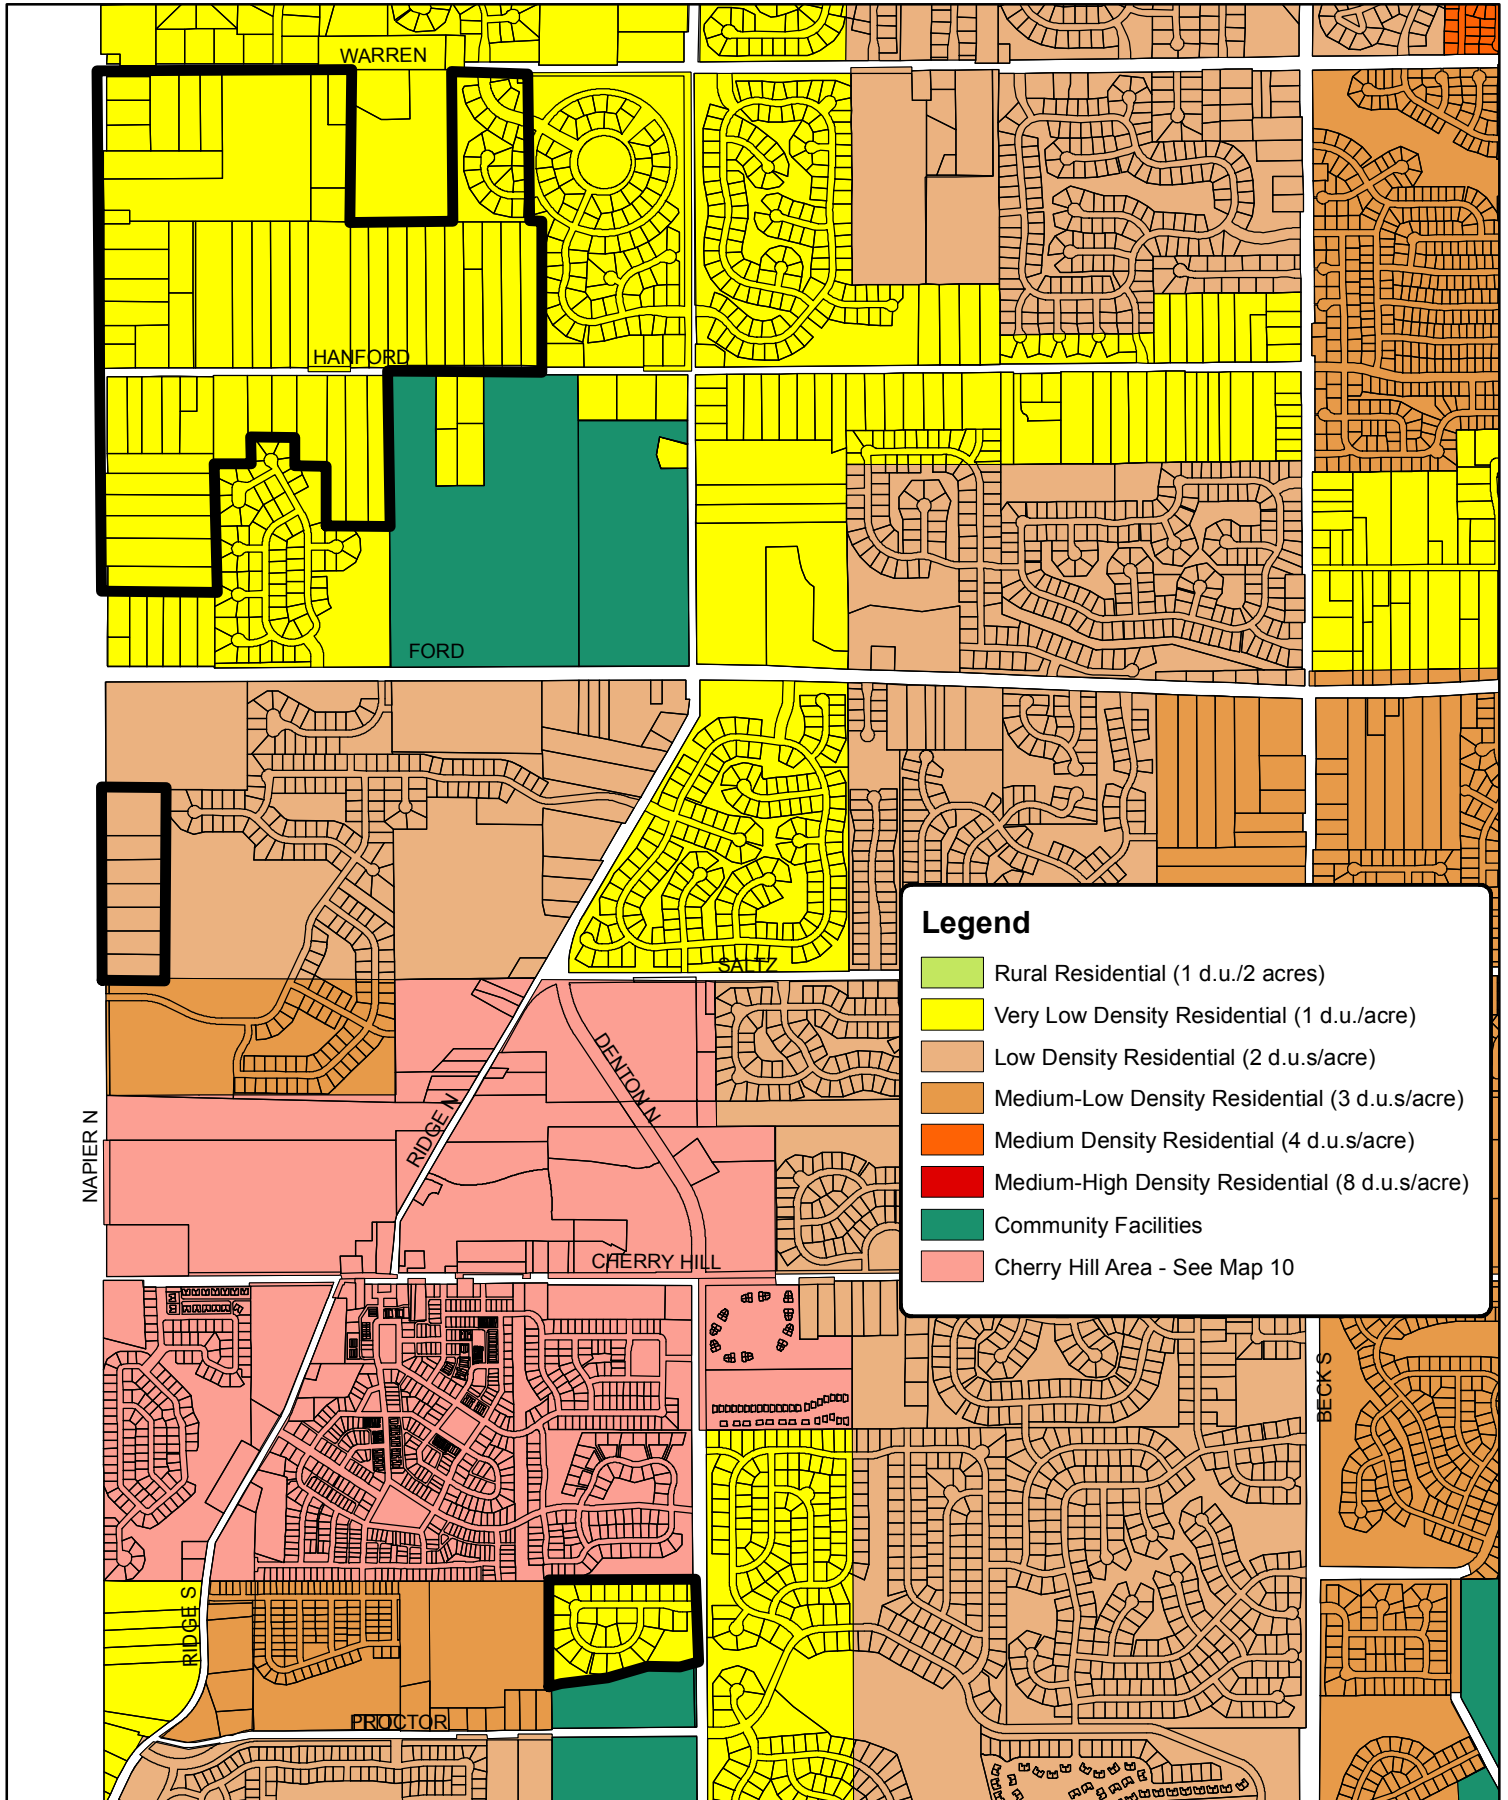 WARREN
HANFORD
FORD
SALTZ
DENTON N
RIDGE N
NAPIER N
CHERRY HILL
Legend
Rural Residential (1 d.u./2 acres)
Very Low Density Residential (1 d.u./acre)
Low Density Residential (2 d.u.s/acre)
Medium-Low Density Residential (3 d.u.s/acre)
Medium Density Residential (4 d.u.s/acre)
Medium-High Density Residential (8 d.u.s/acre)
Community Facilities
Cherry Hill Area - See Map 10
BECK S
RIDGE S
PROCTOR